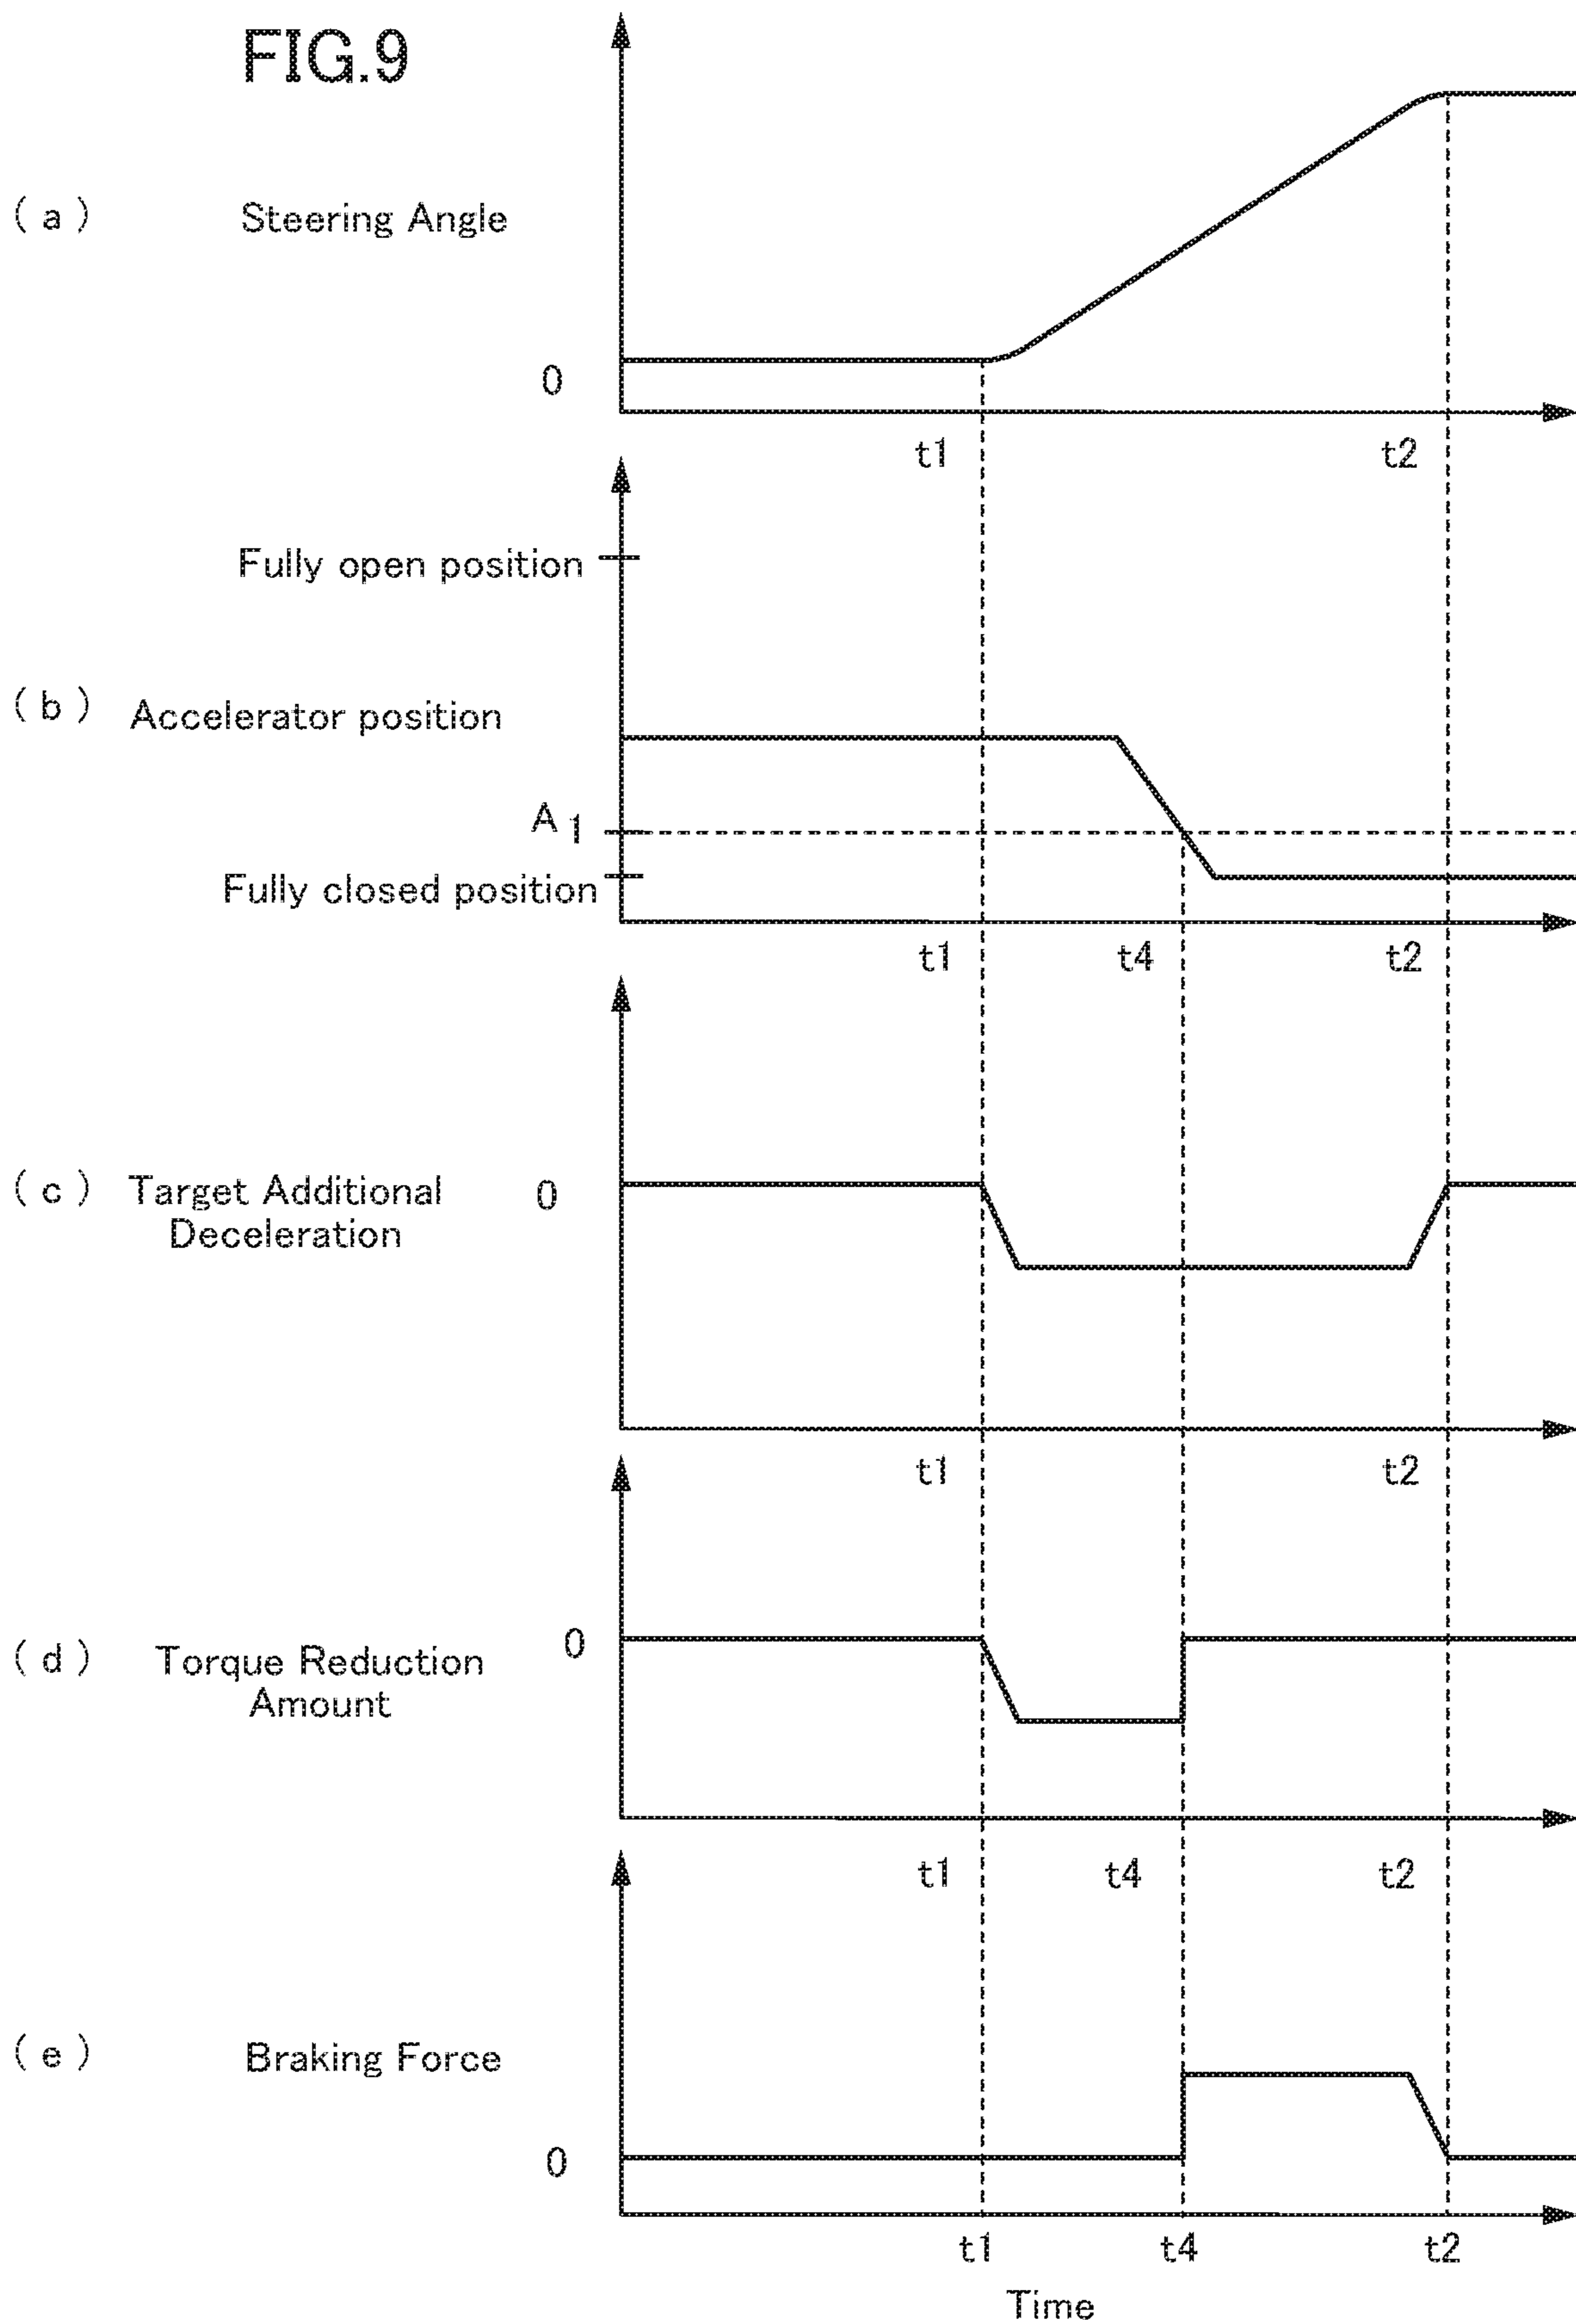 FIG.9
( a ) Steering Angle
0
t1 t2
Fully open position
( b ) Accelerator position
A1
Fully closed position
t1 t4 t2
( c ) Target Additional
Deceleration
0
t1 t2
( d ) Torque Reduction
Amount
0
t1 t4 t2
( e ) Braking Force
0
t1 t4 t2
Time